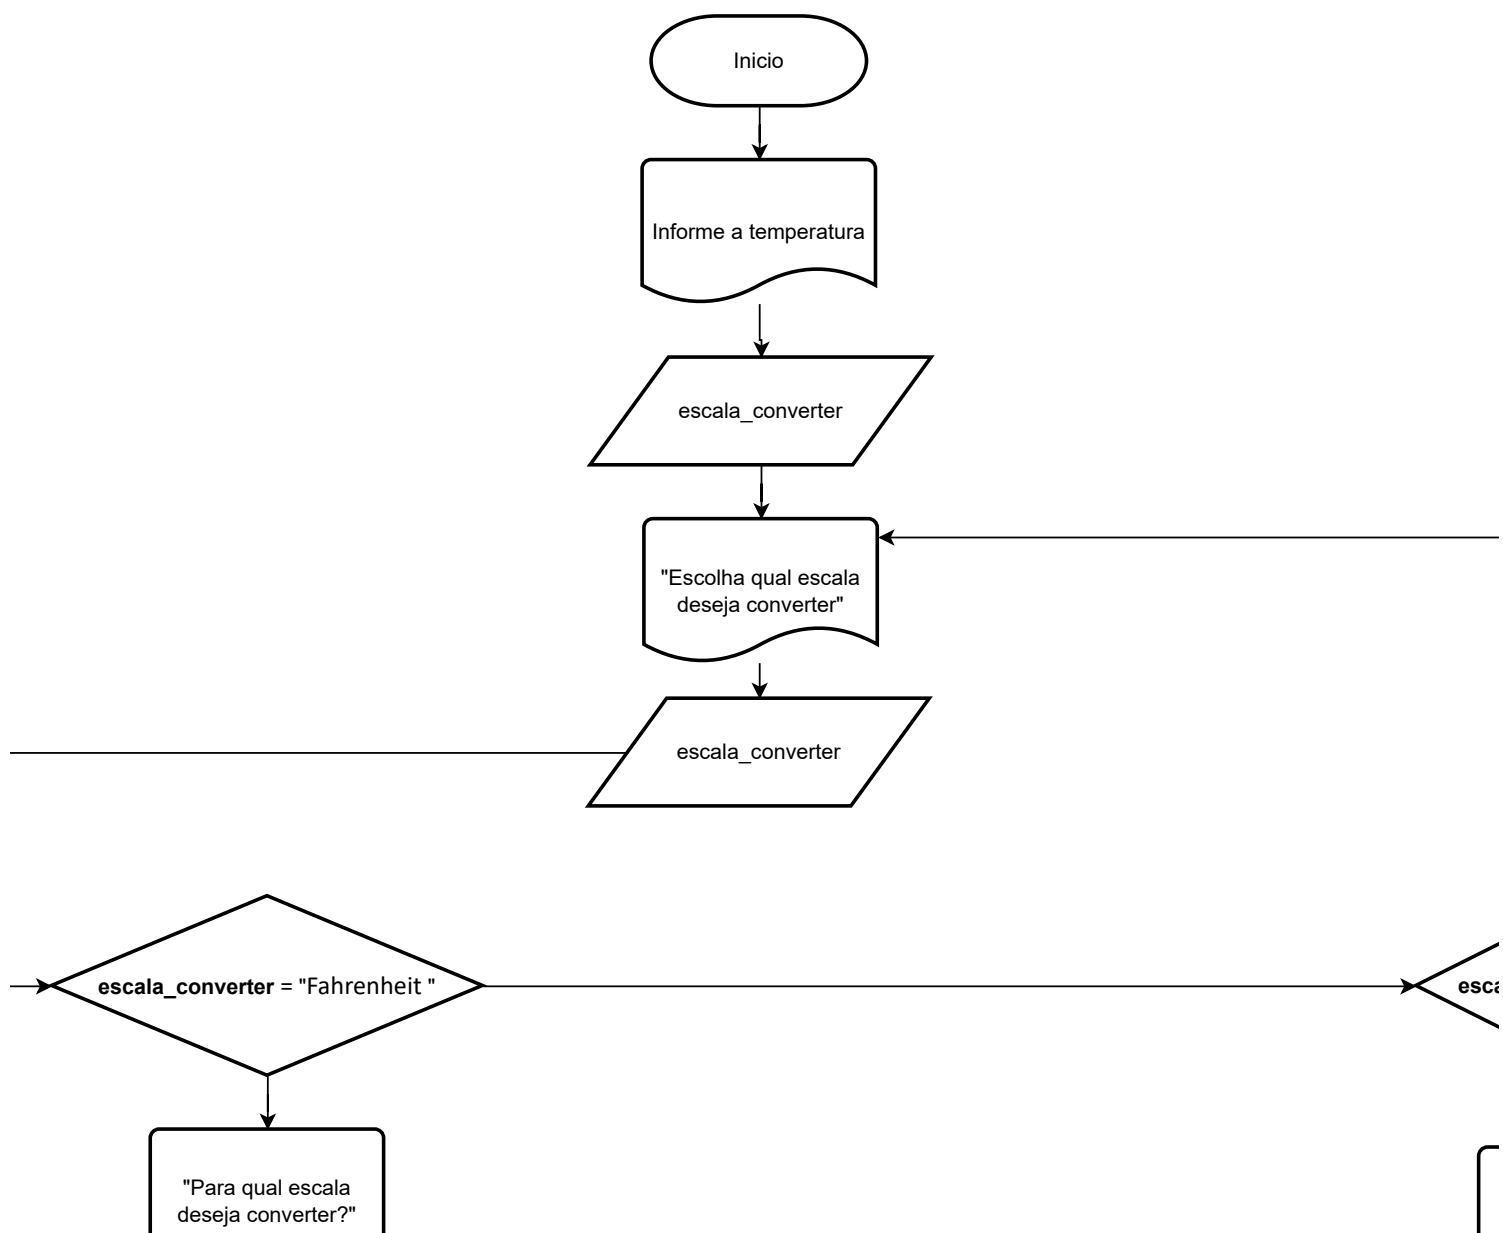 Inicio
Informe a temperatura
escala_converter
"Escolha qual escala
deseja converter"
escala_converter
escala_converter = "Fahrenheit "
"Para qual escala
deseja converter?"